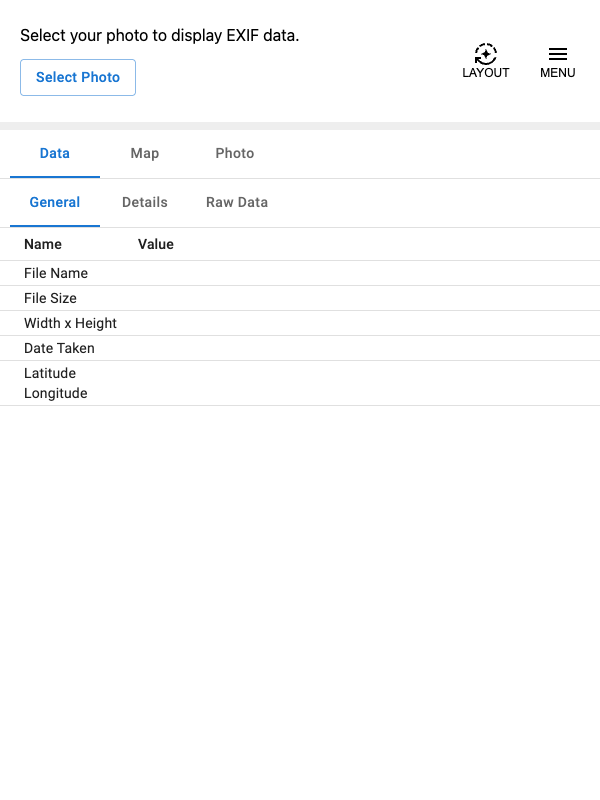 Select your photo to display EXIF data.
Select Photo
LAYOUT
MENU
Data Map Photo
General Details Raw Data
Name Value
File Name
File Size
Width x Height
Date Taken
Latitude
Longitude